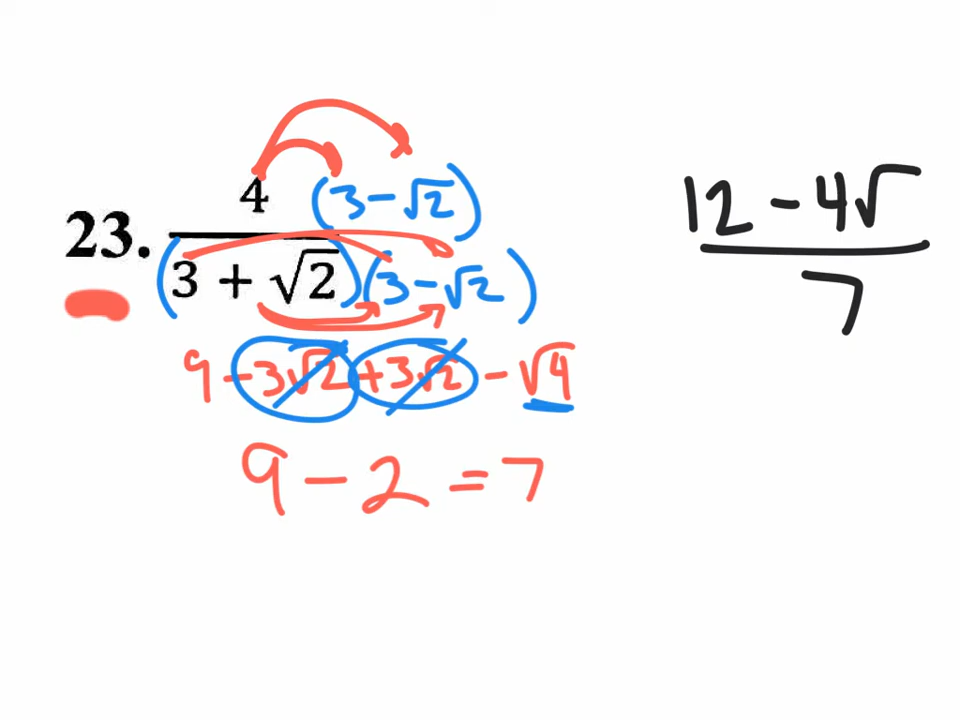 23. 4 (3 − √2)
(3 + √2)(3 − √2)
9 − 3√2 + 3√2 − √4
9 − 2 = 7
12 − 4√
7